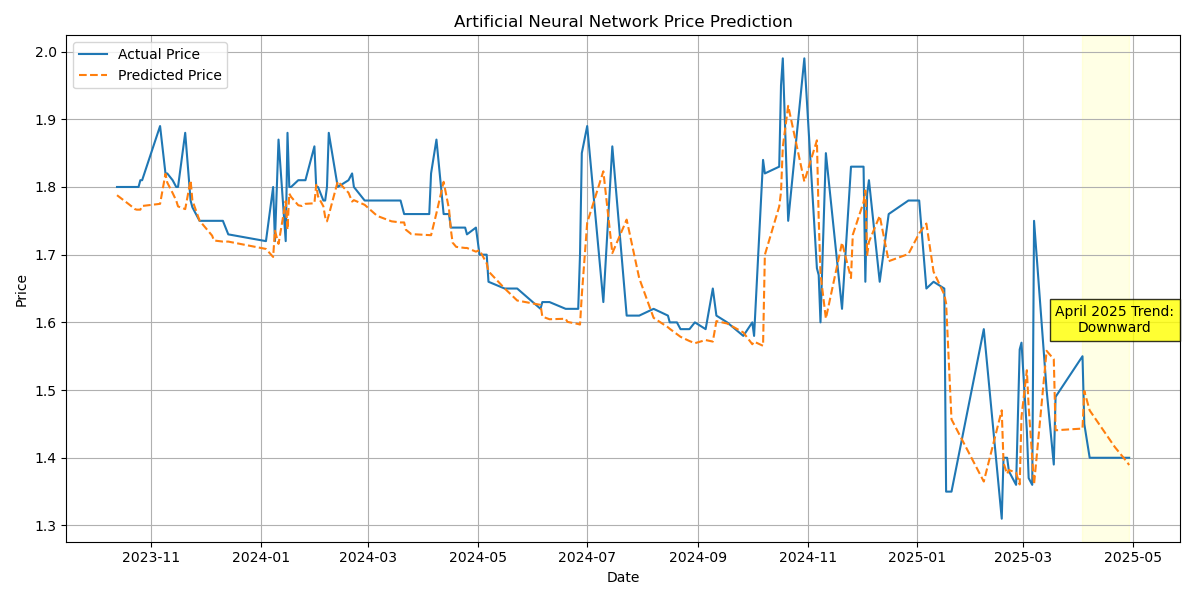 Artificial Neural Network Price Prediction
Actual Price
Predicted Price
2.0
1.9
1.8
1.7
1.6
1.5
1.4
1.3
Price
April 2025 Trend:
Downward
2023-11
2024-01
2024-03
2024-05
2024-07
2024-09
2024-11
2025-01
2025-03
2025-05
Date